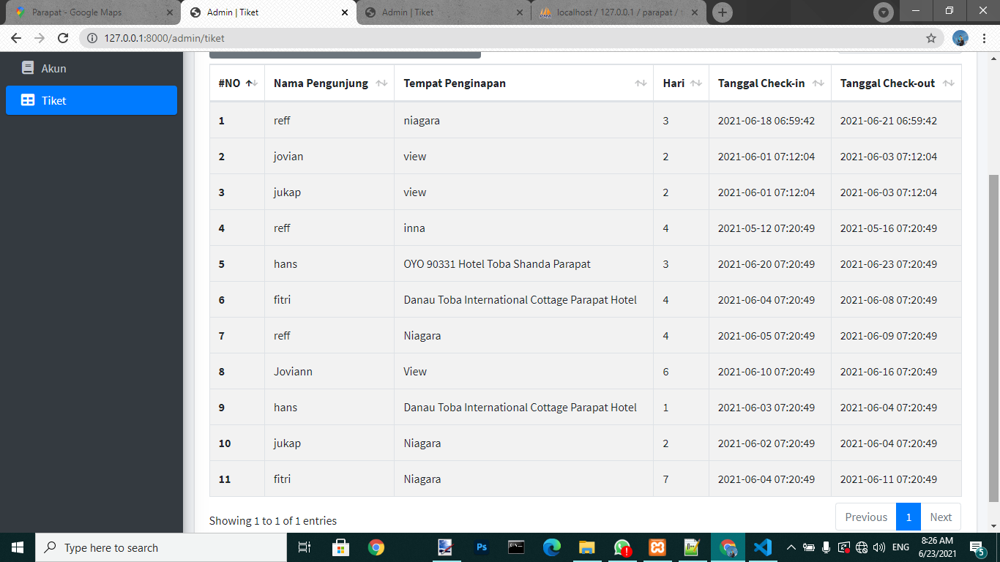 Parapat - Google Maps
Admin | Tiket
Admin | Tiket
localhost / 127.0.0.1 / parapat /
127.0.0.1:8000/admin/tiket
Akun
Tiket
#NO Nama Pengunjung Tempat Penginapan Hari Tanggal Check-in Tanggal Check-out
1 reff niagara 3 2021-06-18 06:59:42 2021-06-21 06:59:42
2 jovian view 2 2021-06-01 07:12:04 2021-06-03 07:12:04
3 jukap view 2 2021-06-01 07:12:04 2021-06-03 07:12:04
4 reff inna 4 2021-05-12 07:20:49 2021-05-16 07:20:49
5 hans OYO 90331 Hotel Toba Shanda Parapat 3 2021-06-20 07:20:49 2021-06-23 07:20:49
6 fitri Danau Toba International Cottage Parapat Hotel 4 2021-06-04 07:20:49 2021-06-08 07:20:49
7 reff Niagara 4 2021-06-05 07:20:49 2021-06-09 07:20:49
8 Joviann View 6 2021-06-10 07:20:49 2021-06-16 07:20:49
9 hans Danau Toba International Cottage Parapat Hotel 1 2021-06-03 07:20:49 2021-06-04 07:20:49
10 jukap Niagara 2 2021-06-02 07:20:49 2021-06-04 07:20:49
11 fitri Niagara 7 2021-06-04 07:20:49 2021-06-11 07:20:49
Showing 1 to 1 of 1 entries
Previous 1 Next
Type here to search
Ps
ENG
8:26 AM
6/23/2021
5